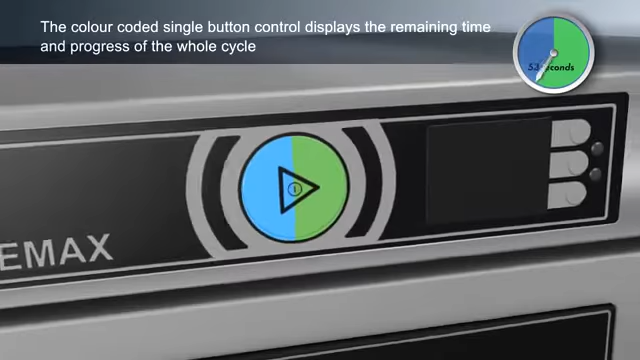 The colour coded single button control displays the remaining time
and progress of the whole cycle
53 seconds
EMAX